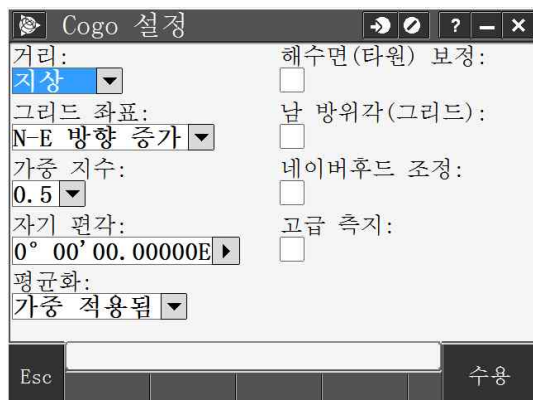 Cogo 설정
? – ×
거리:
지상
그리드 좌표:
N-E 방향 증가
가중 지수:
0.5
자기 편각:
0° 00'00.00000E
평균화:
가중 적용됨
해수면(타원) 보정:
남 방위각(그리드):
네이버후드 조정:
고급 측지:
Esc
수용